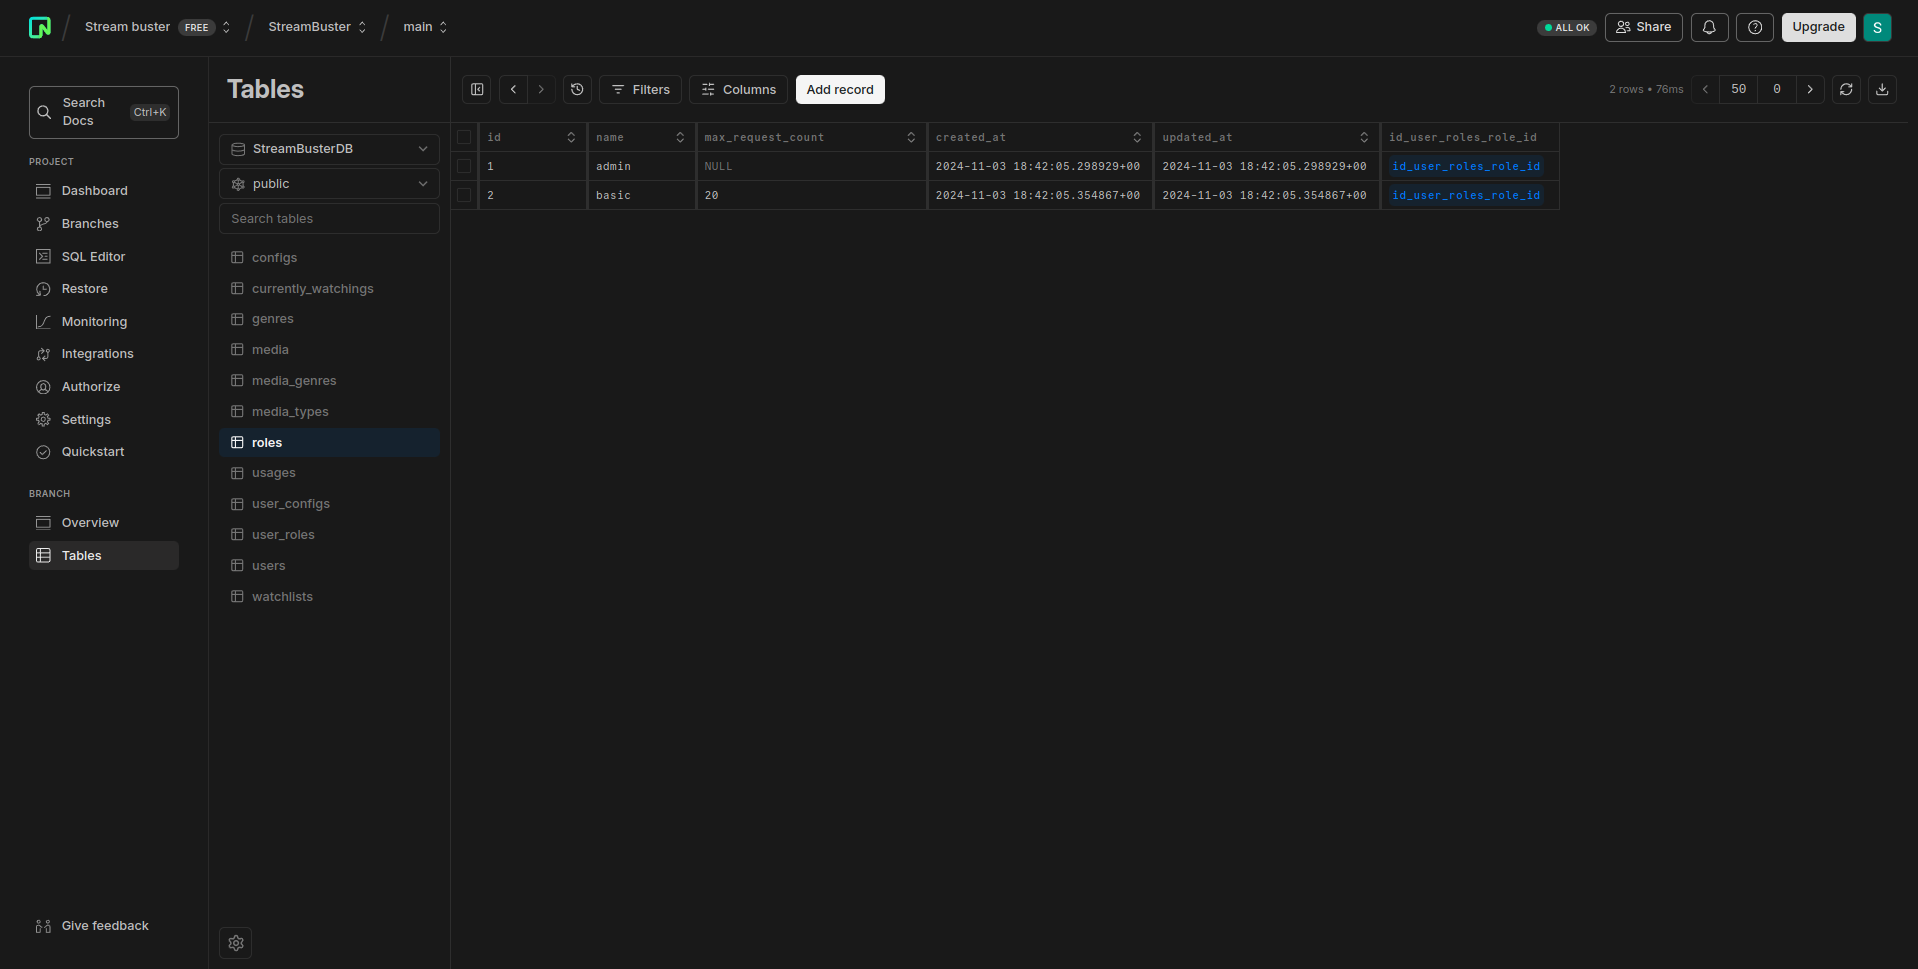 Stream buster FREE
StreamBuster
main
ALL OK
Share
Upgrade
S
Search Docs
Ctrl+K
PROJECT
Dashboard
Branches
SQL Editor
Restore
Monitoring
Integrations
Authorize
Settings
Quickstart
BRANCH
Overview
Tables
Give feedback
Tables
StreamBusterDB
public
Search tables
configs
currently_watchings
genres
media
media_genres
media_types
roles
usages
user_configs
user_roles
users
watchlists
Filters
Columns
Add record
2 rows • 76ms
50
0
id name max_request_count created_at updated_at id_user_roles_role_id
1 admin NULL 2024-11-03 18:42:05.298929+00 2024-11-03 18:42:05.298929+00 id_user_roles_role_id
2 basic 20 2024-11-03 18:42:05.354867+00 2024-11-03 18:42:05.354867+00 id_user_roles_role_id